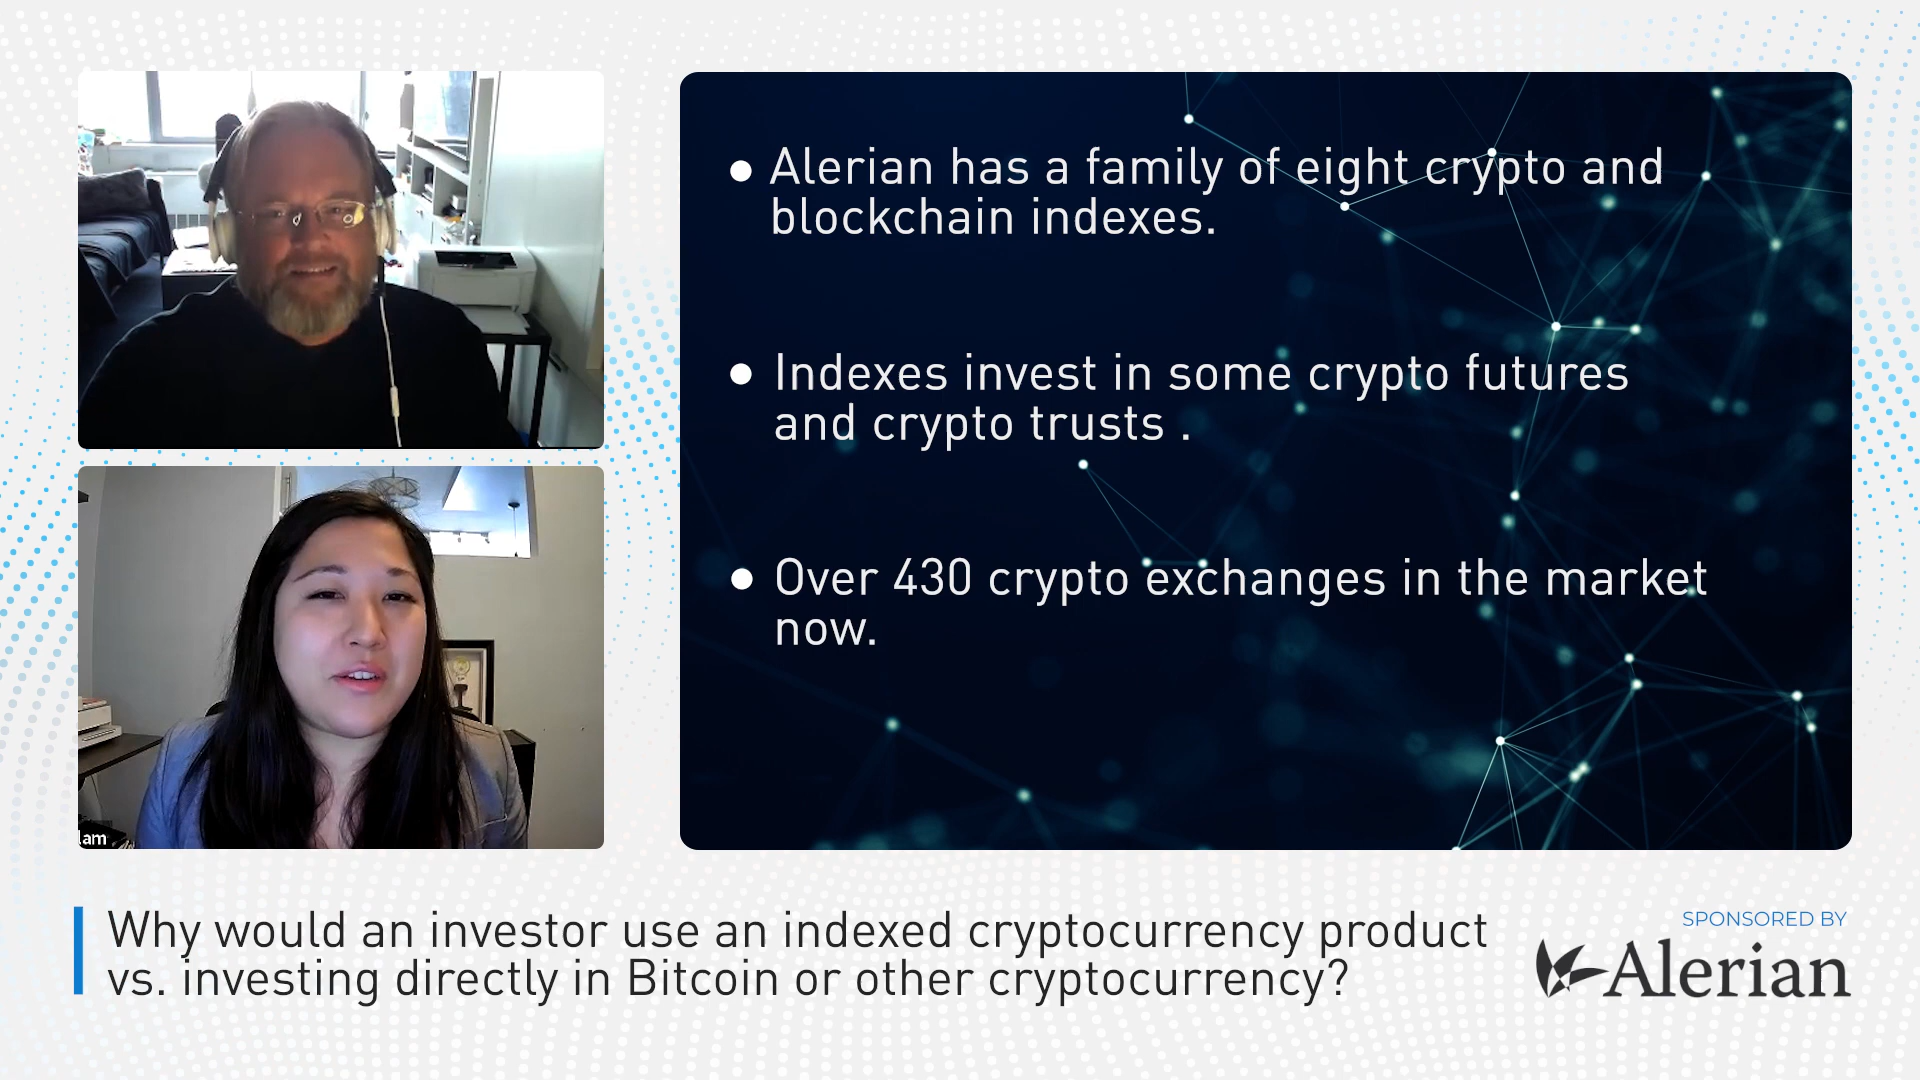 Alerian has a family of eight crypto and
blockchain indexes.
Indexes invest in some crypto futures
and crypto trusts .
Over 430 crypto exchanges in the market
now.
lam
Why would an investor use an indexed cryptocurrency product
vs. investing directly in Bitcoin or other cryptocurrency?
SPONSORED BY
Alerian